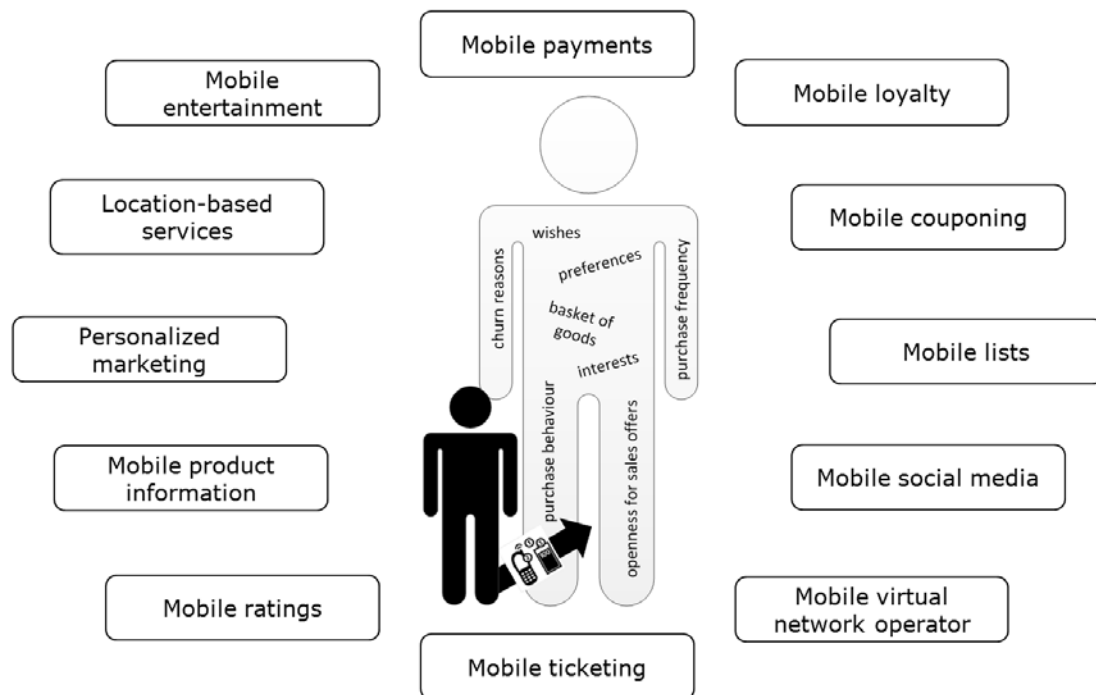 Mobile payments
Mobile
entertainment
Mobile loyalty
Location-based
services
Mobile couponing
wishes
preferences
churn reasons
purchase frequency
basket of
goods
interests
Personalized
marketing
Mobile lists
purchase behaviour
openness for sales offers
Mobile product
information
Mobile social media
Mobile ratings
Mobile virtual
network operator
Mobile ticketing